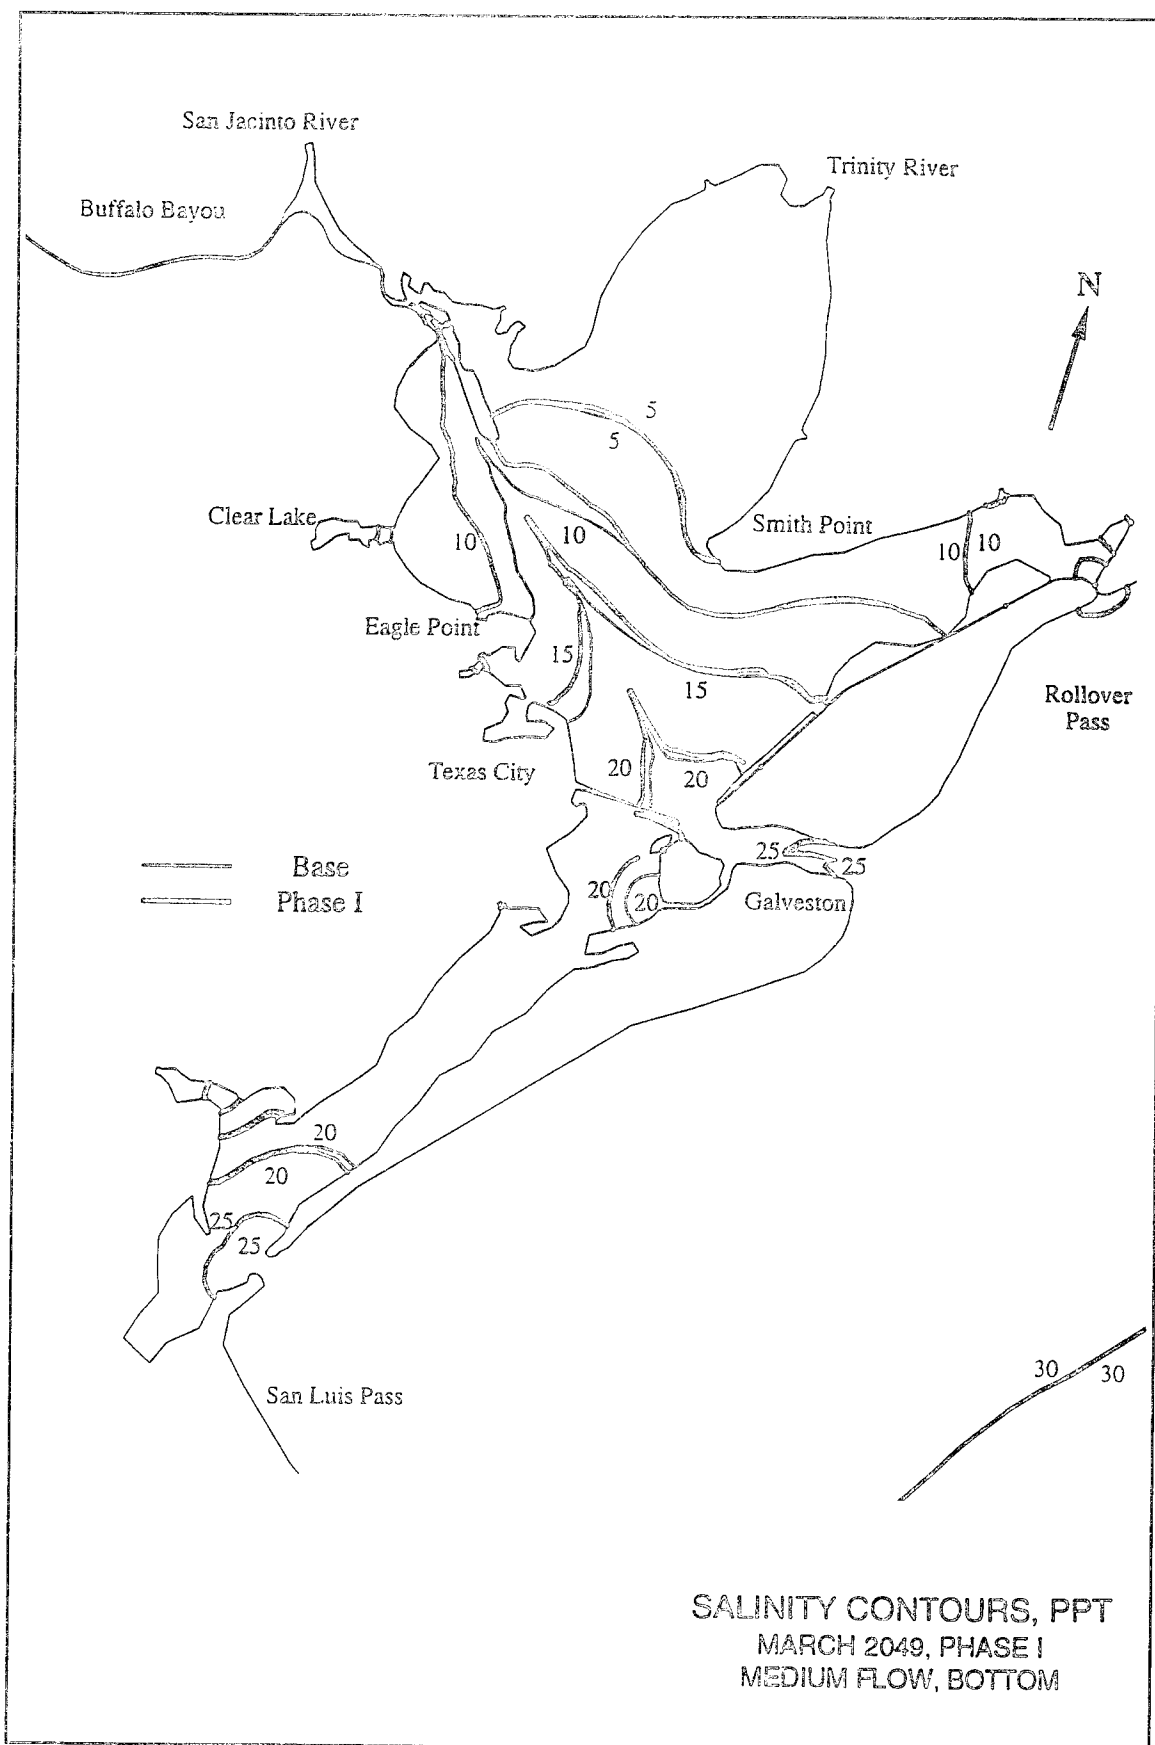 San Jacinto River
Trinity River
Buffalo Bayou
N
5
5
Clear Lake
10
10
Smith Point
10
10
Eagle Point
15
15
Rollover
Pass
Texas City
20
20
25
25
Base
Phase I
20
20
Galveston
20
20
25
25
San Luis Pass
30
30
SALINITY CONTOURS, PPT
MARCH 2049, PHASE I
MEDIUM FLOW, BOTTOM